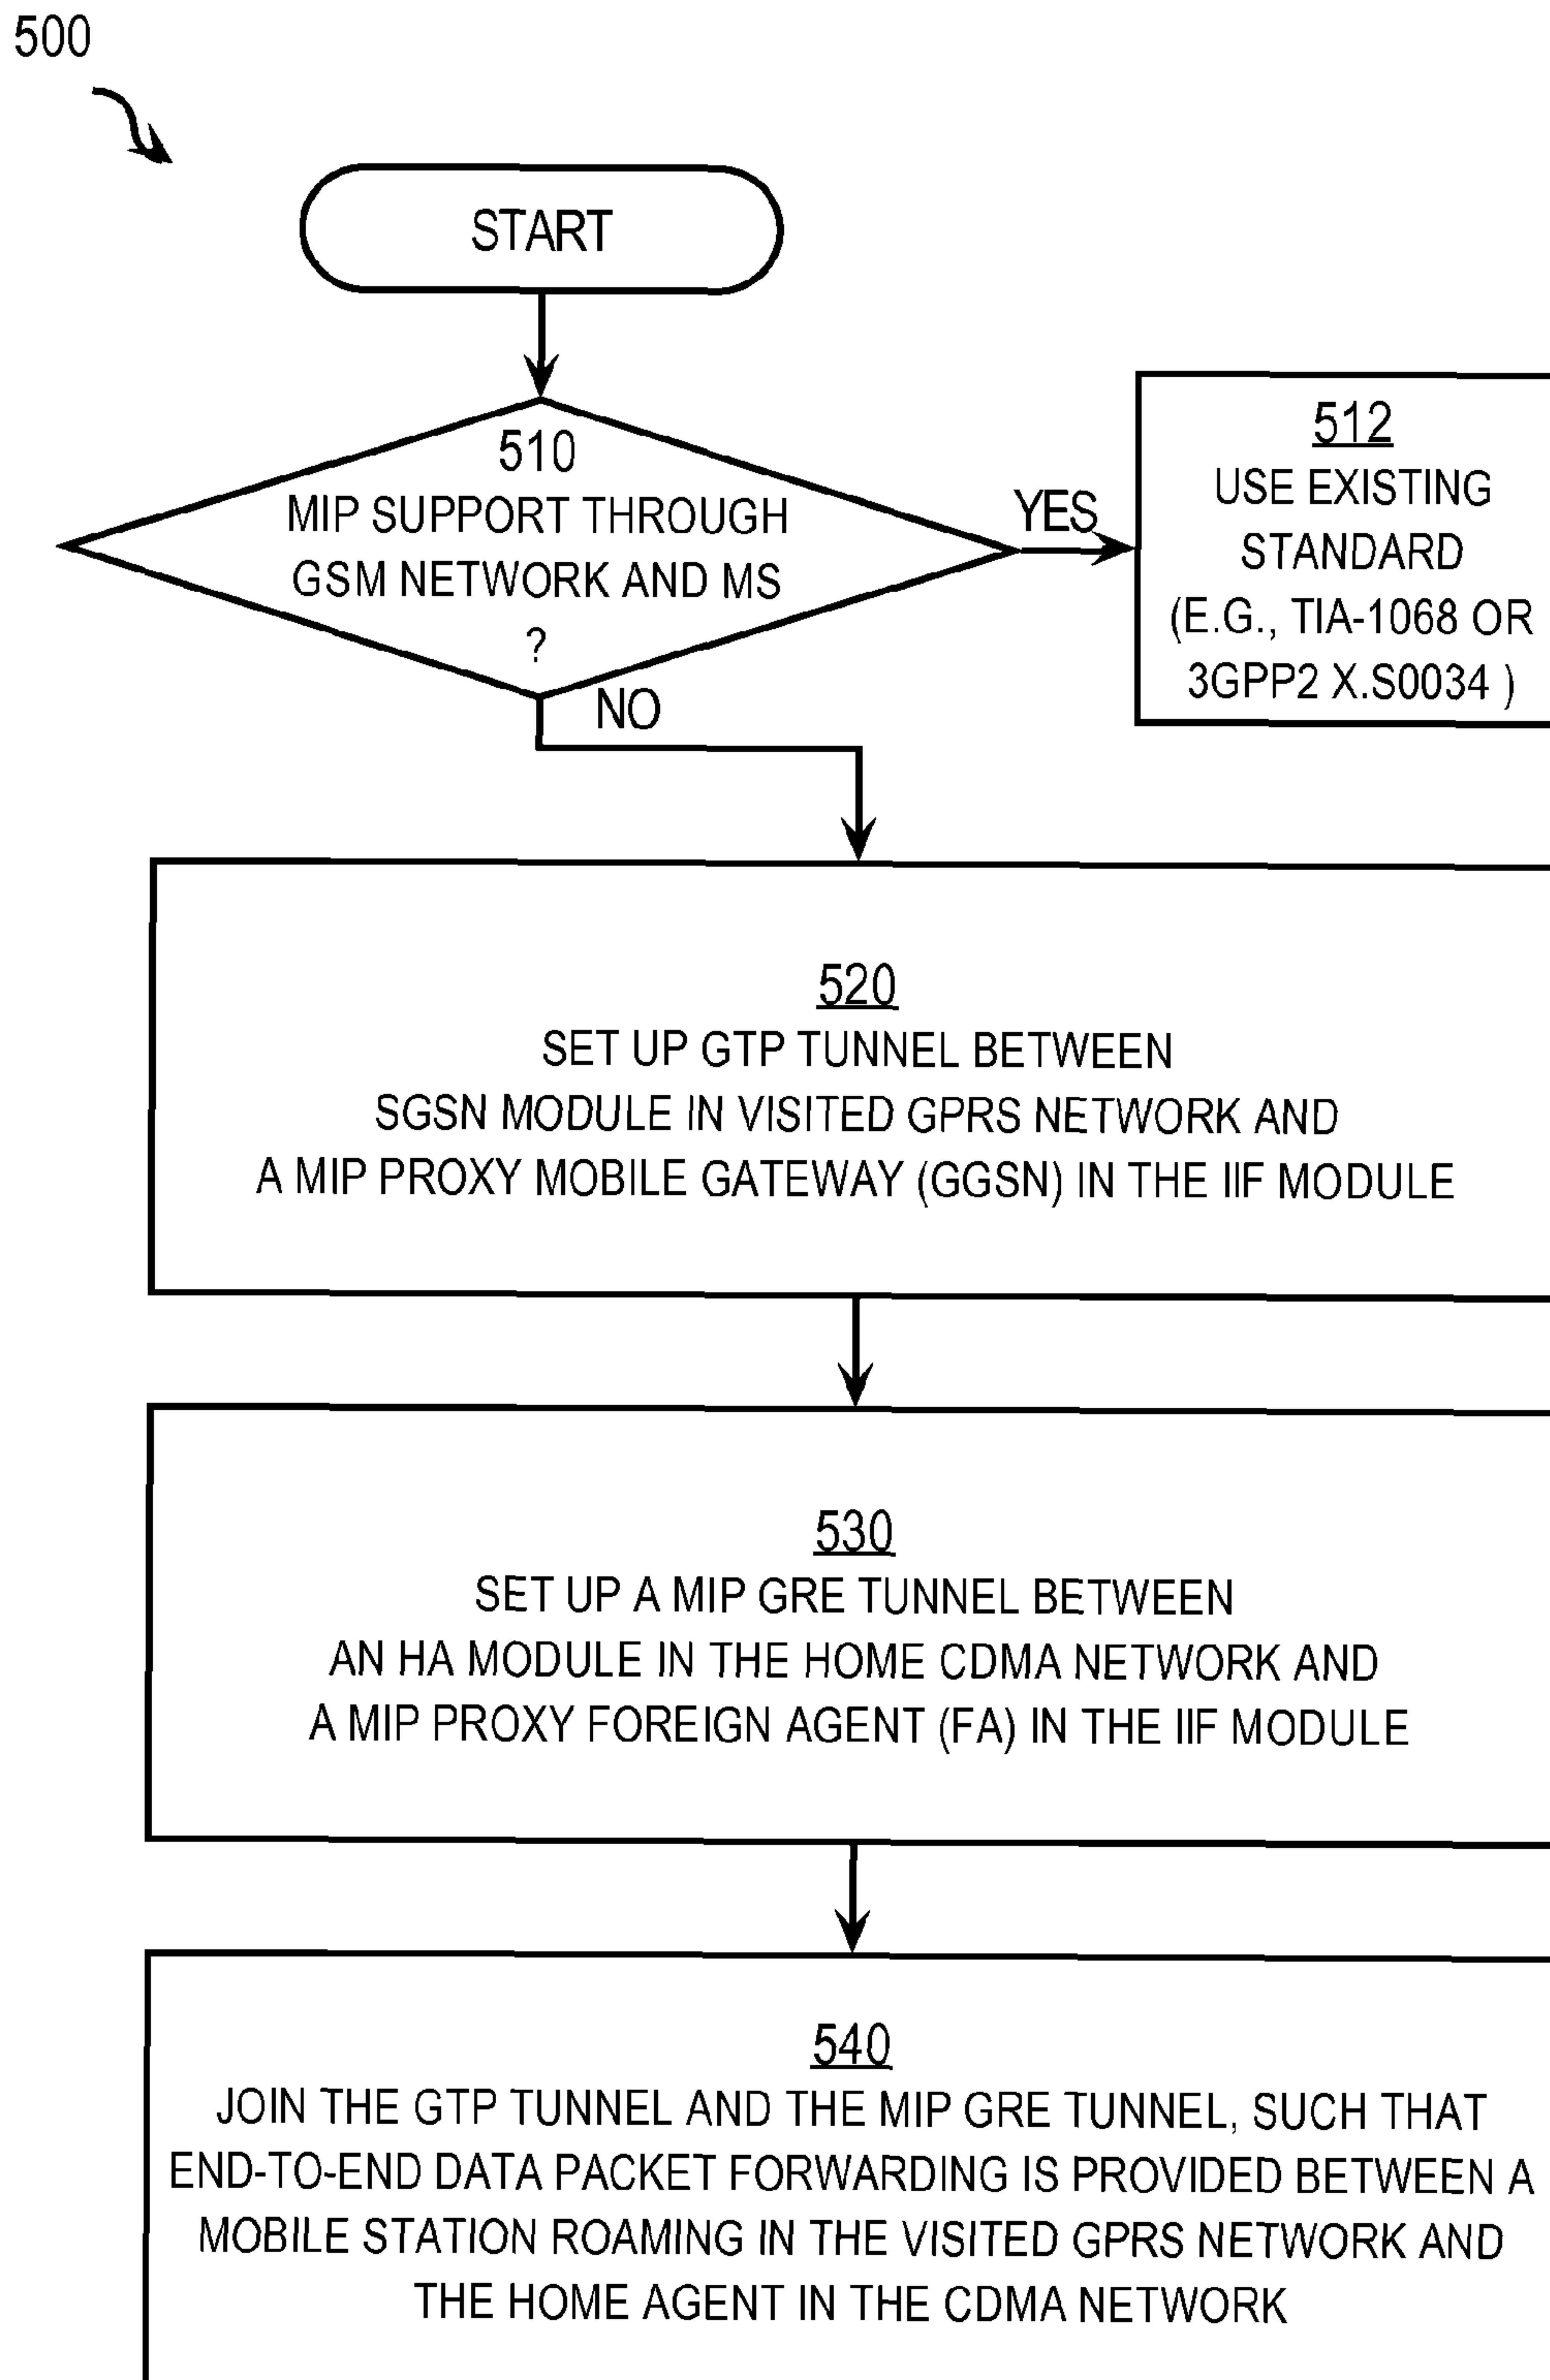 500
START
510
MIP SUPPORT THROUGH
GSM NETWORK AND MS
?
YES
512
USE EXISTING
STANDARD
(E.G., TIA-1068 OR
3GPP2 X.S0034 )
NO
520
SET UP GTP TUNNEL BETWEEN
SGSN MODULE IN VISITED GPRS NETWORK AND
A MIP PROXY MOBILE GATEWAY (GGSN) IN THE IIF MODULE
530
SET UP A MIP GRE TUNNEL BETWEEN
AN HA MODULE IN THE HOME CDMA NETWORK AND
A MIP PROXY FOREIGN AGENT (FA) IN THE IIF MODULE
540
JOIN THE GTP TUNNEL AND THE MIP GRE TUNNEL, SUCH THAT
END-TO-END DATA PACKET FORWARDING IS PROVIDED BETWEEN A
MOBILE STATION ROAMING IN THE VISITED GPRS NETWORK AND
THE HOME AGENT IN THE CDMA NETWORK